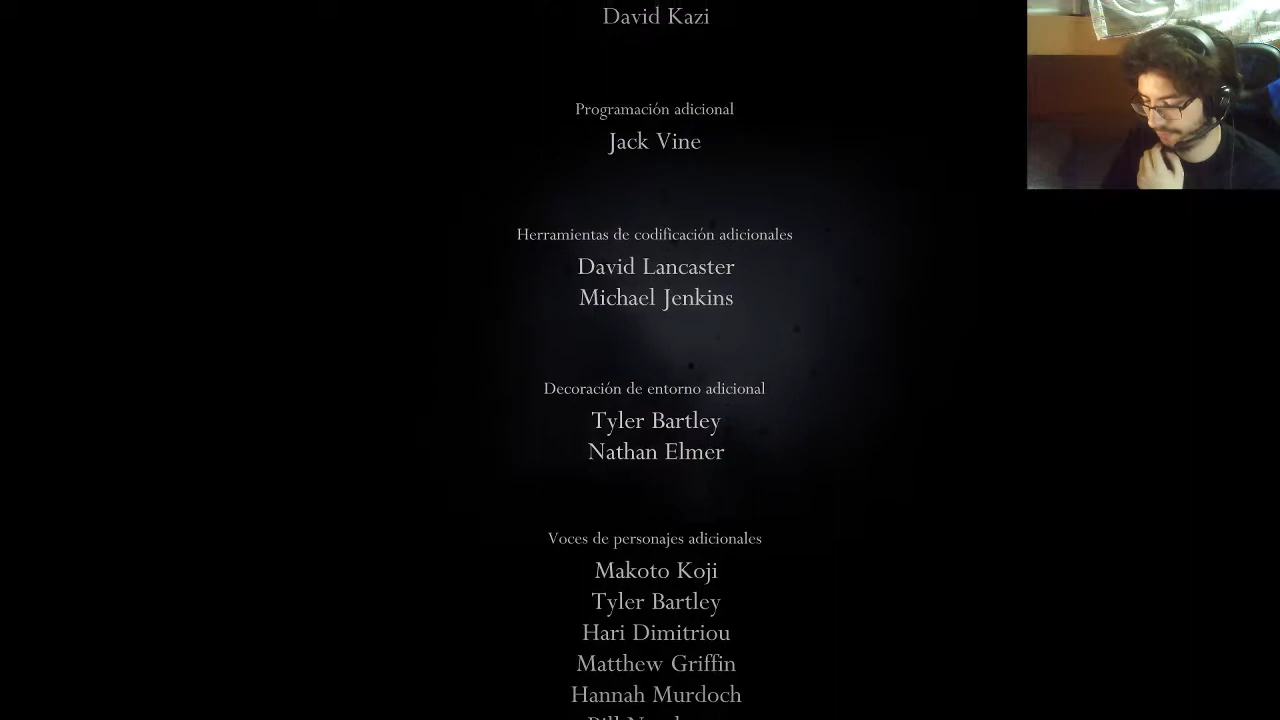 David Kazi
Programación adicional
Jack Vine
Herramientas de codificación adicionales
David Lancaster
Michael Jenkins
Decoración de entorno adicional
Tyler Bartley
Nathan Elmer
Voces de personajes adicionales
Makoto Koji
Tyler Bartley
Hari Dimitriou
Matthew Griffin
Hannah Murdoch